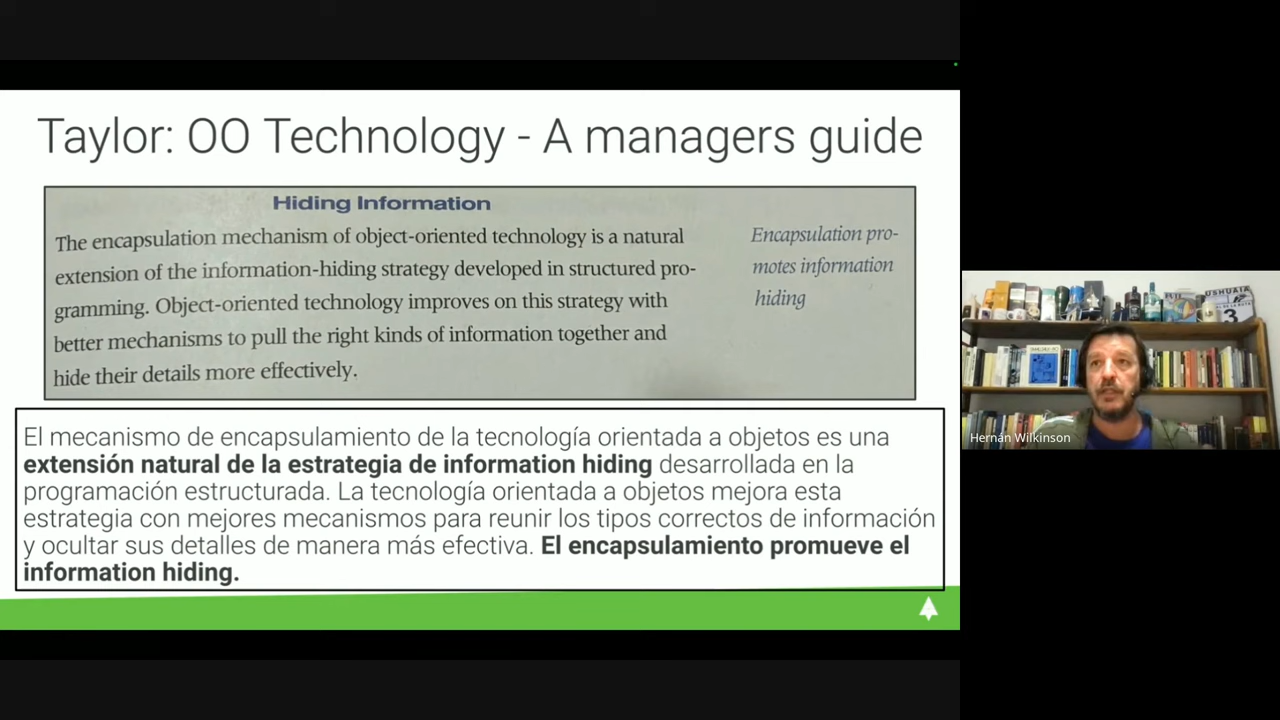 Taylor: OO Technology - A managers guide
Hiding Information
The encapsulation mechanism of object-oriented technology is a natural
extension of the information-hiding strategy developed in structured pro-
gramming. Object-oriented technology improves on this strategy with
better mechanisms to pull the right kinds of information together and
hide their details more effectively.
Encapsulation pro-
motes information
hiding
El mecanismo de encapsulamiento de la tecnología orientada a objetos es una
extensión natural de la estrategia de information hiding desarrollada en la
programación estructurada. La tecnología orientada a objetos mejora esta
estrategia con mejores mecanismos para reunir los tipos correctos de información
y ocultar sus detalles de manera más efectiva. El encapsulamiento promueve el
information hiding.
USHUAIA
3
Hernán Wilkinson